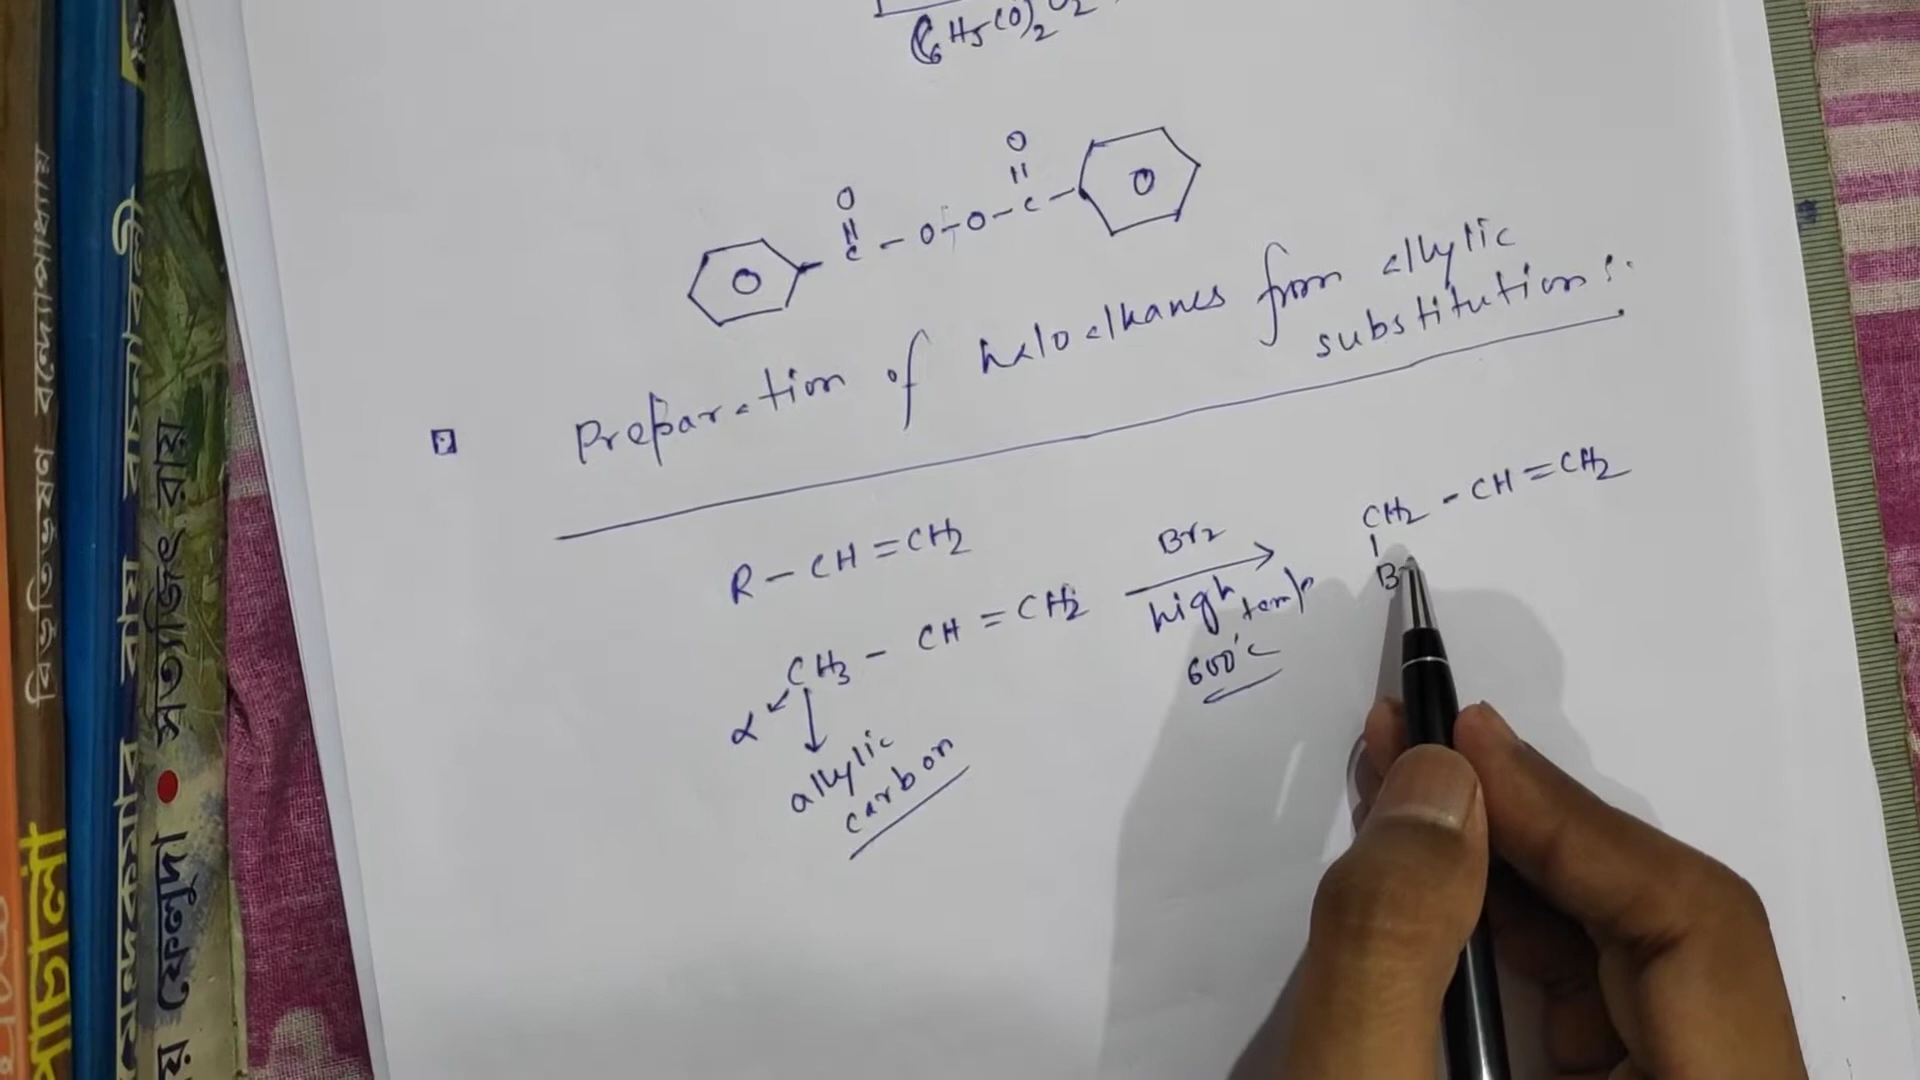 (C6H5CO)2O2
O
O
C - O - O - C -
Preparation of haloalkanes from allylic
substitution :-
R - CH = CH2
CH3 - CH = CH2
Br2
high temp
600°C
CH2 - CH = CH2
Br
α
allylic
carbon
বিভূতিভূষণ বন্দ্যোপাধ্যায়
পাঁচালী
সত্যজিৎ রায়
ফেলুদা